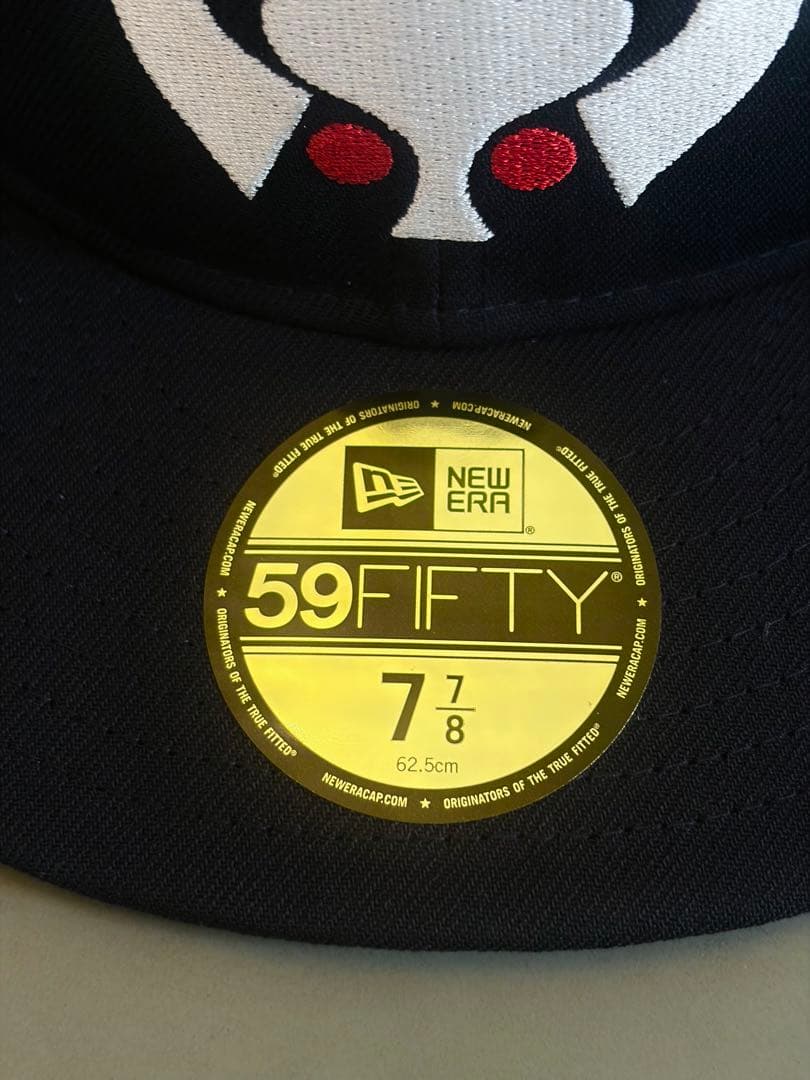 NEW
ERA
®
59FIFTY®
7 7/8
62.5cm
NEWERACAP.COM ★ ORIGINATORS OF THE TRUE FITTED®
NEWERACAP.COM ★ ORIGINATORS OF THE TRUE FITTED®
NEWERACAP.COM ★ ORIGINATORS OF THE TRUE FITTED®
NEWERACAP.COM ★ ORIGINATORS OF THE TRUE FITTED®